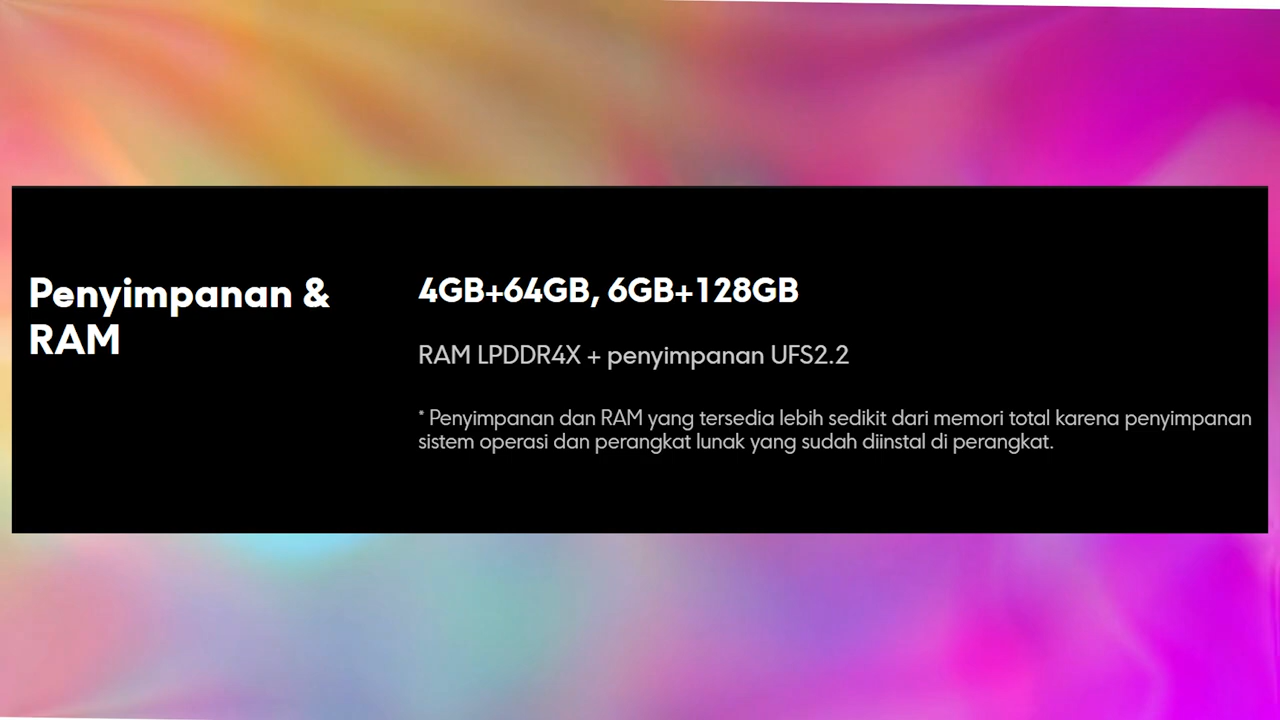 Penyimpanan &
RAM
4GB+64GB, 6GB+128GB
RAM LPDDR4X + penyimpanan UFS2.2
* Penyimpanan dan RAM yang tersedia lebih sedikit dari memori total karena penyimpanan
sistem operasi dan perangkat lunak yang sudah diinstal di perangkat.